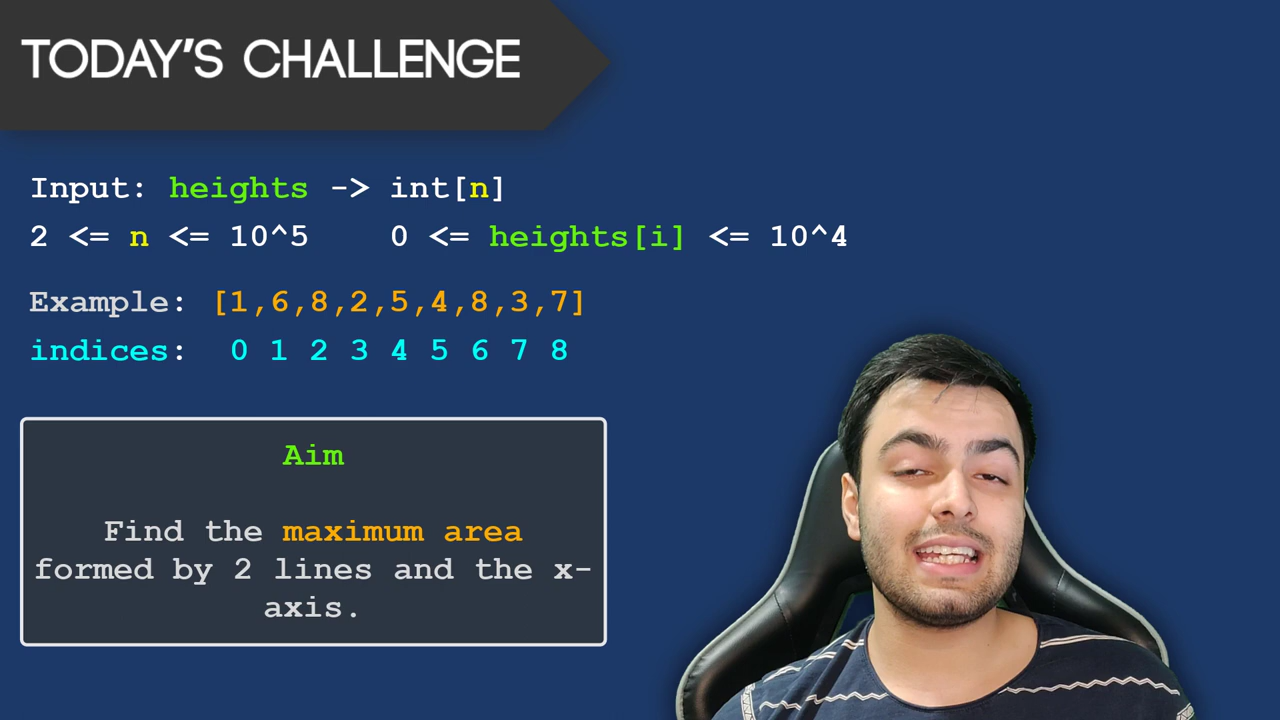 TODAY'S CHALLENGE
Input: heights -> int[n]
2 <= n <= 10^5    0 <= heights[i] <= 10^4
Example: [1,6,8,2,5,4,8,3,7]
indices: 0 1 2 3 4 5 6 7 8
Aim
Find the maximum area
formed by 2 lines and the x-
axis.